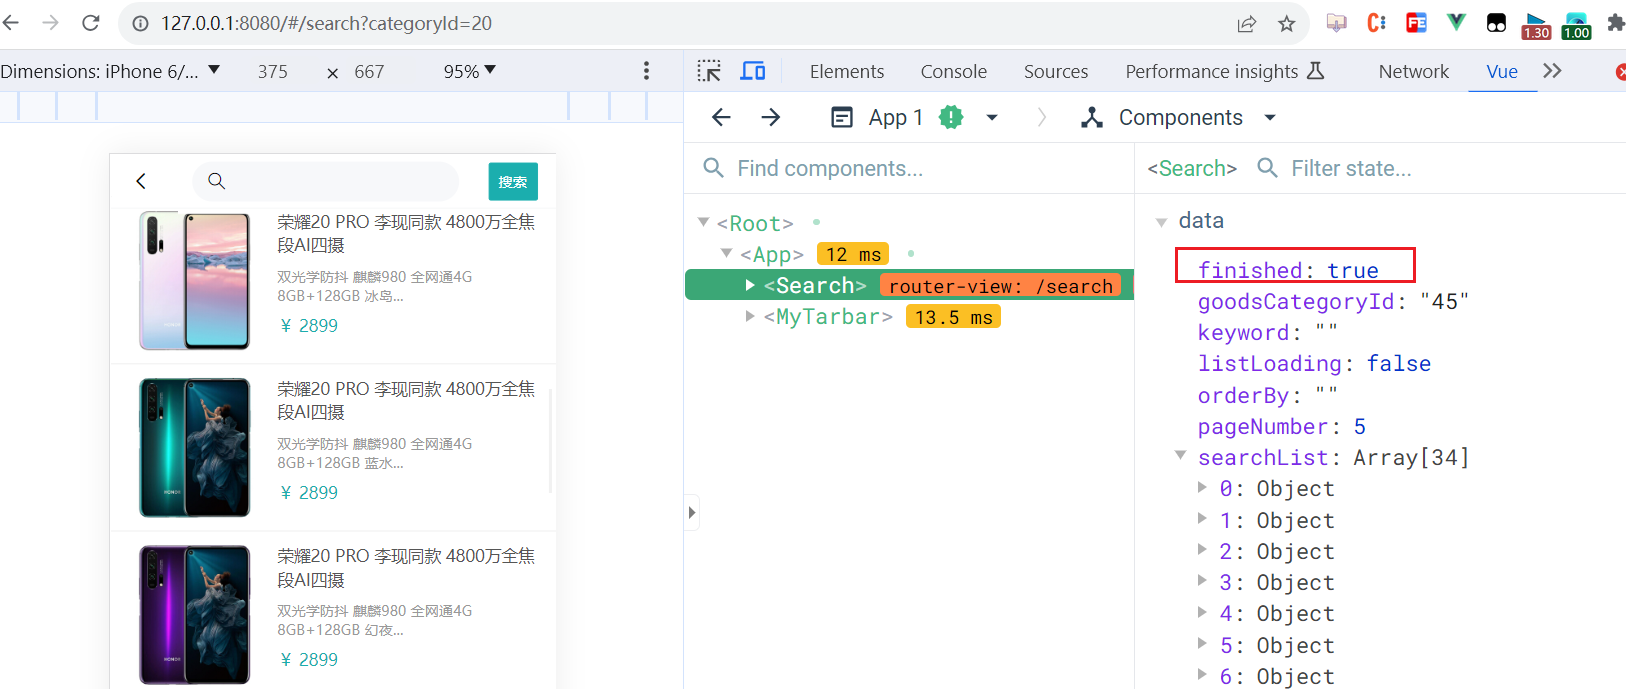 127.0.0.1:8080/#/search?categoryId=20
1.30
1.00
Dimensions: iPhone 6/... ▼ 375 × 667 95% ▼
Elements Console Sources Performance insights Network Vue
App 1 Components
Find components...
<Search> Filter state...
<Root>
<App> 12 ms
<Search> router-view: /search
<MyTarbar> 13.5 ms
data
finished: true
goodsCategoryId: "45"
keyword: ""
listLoading: false
orderBy: ""
pageNumber: 5
searchList: Array[34]
0: Object
1: Object
2: Object
3: Object
4: Object
5: Object
6: Object
搜索
荣耀20 PRO 李现同款 4800万全焦
段AI四摄
双光学防抖 麒麟980 全网通4G
8GB+128GB 冰岛...
¥ 2899
荣耀20 PRO 李现同款 4800万全焦
段AI四摄
双光学防抖 麒麟980 全网通4G
8GB+128GB 蓝水...
¥ 2899
荣耀20 PRO 李现同款 4800万全焦
段AI四摄
双光学防抖 麒麟980 全网通4G
8GB+128GB 幻夜...
¥ 2899